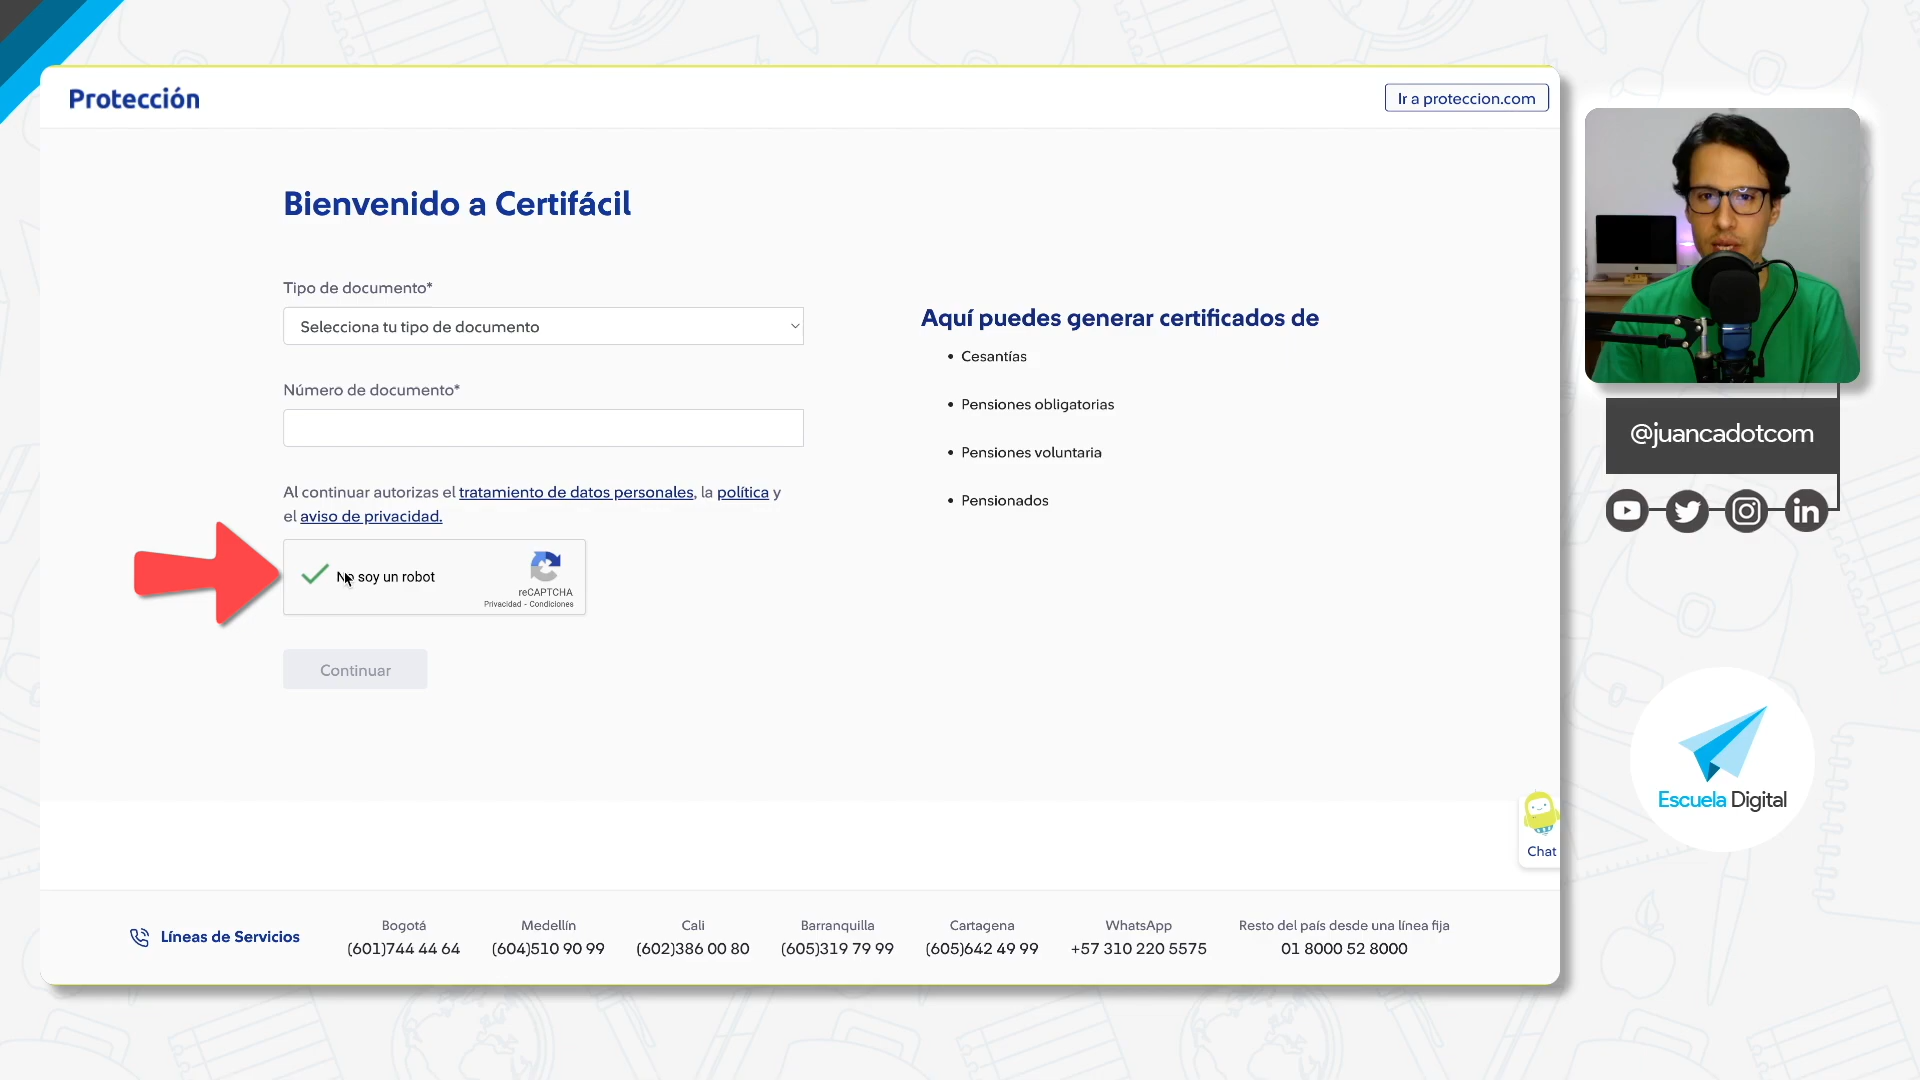 Protección
Ir a proteccion.com
Bienvenido a Certifácil
Tipo de documento*
Selecciona tu tipo de documento
Número de documento*
Al continuar autorizas el tratamiento de datos personales, la política y
el aviso de privacidad.
No soy un robot
reCAPTCHA
Privacidad - Condiciones
Continuar
Aquí puedes generar certificados de
• Cesantías
• Pensiones obligatorias
• Pensiones voluntaria
• Pensionados
Chat
Líneas de Servicios
Bogotá
(601)744 44 64
Medellín
(604)510 90 99
Cali
(602)386 00 80
Barranquilla
(605)319 79 99
Cartagena
(605)642 49 99
WhatsApp
+57 310 220 5575
Resto del país desde una línea fija
01 8000 52 8000
@juancadotcom
in
Escuela Digital